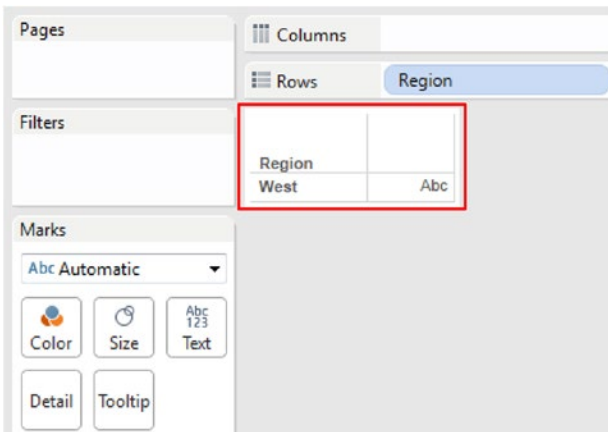 Pages
Columns
Rows
Region
Filters
Region
West Abc
Marks
Abc Automatic
Color
Size
Abc
123
Text
Detail
Tooltip